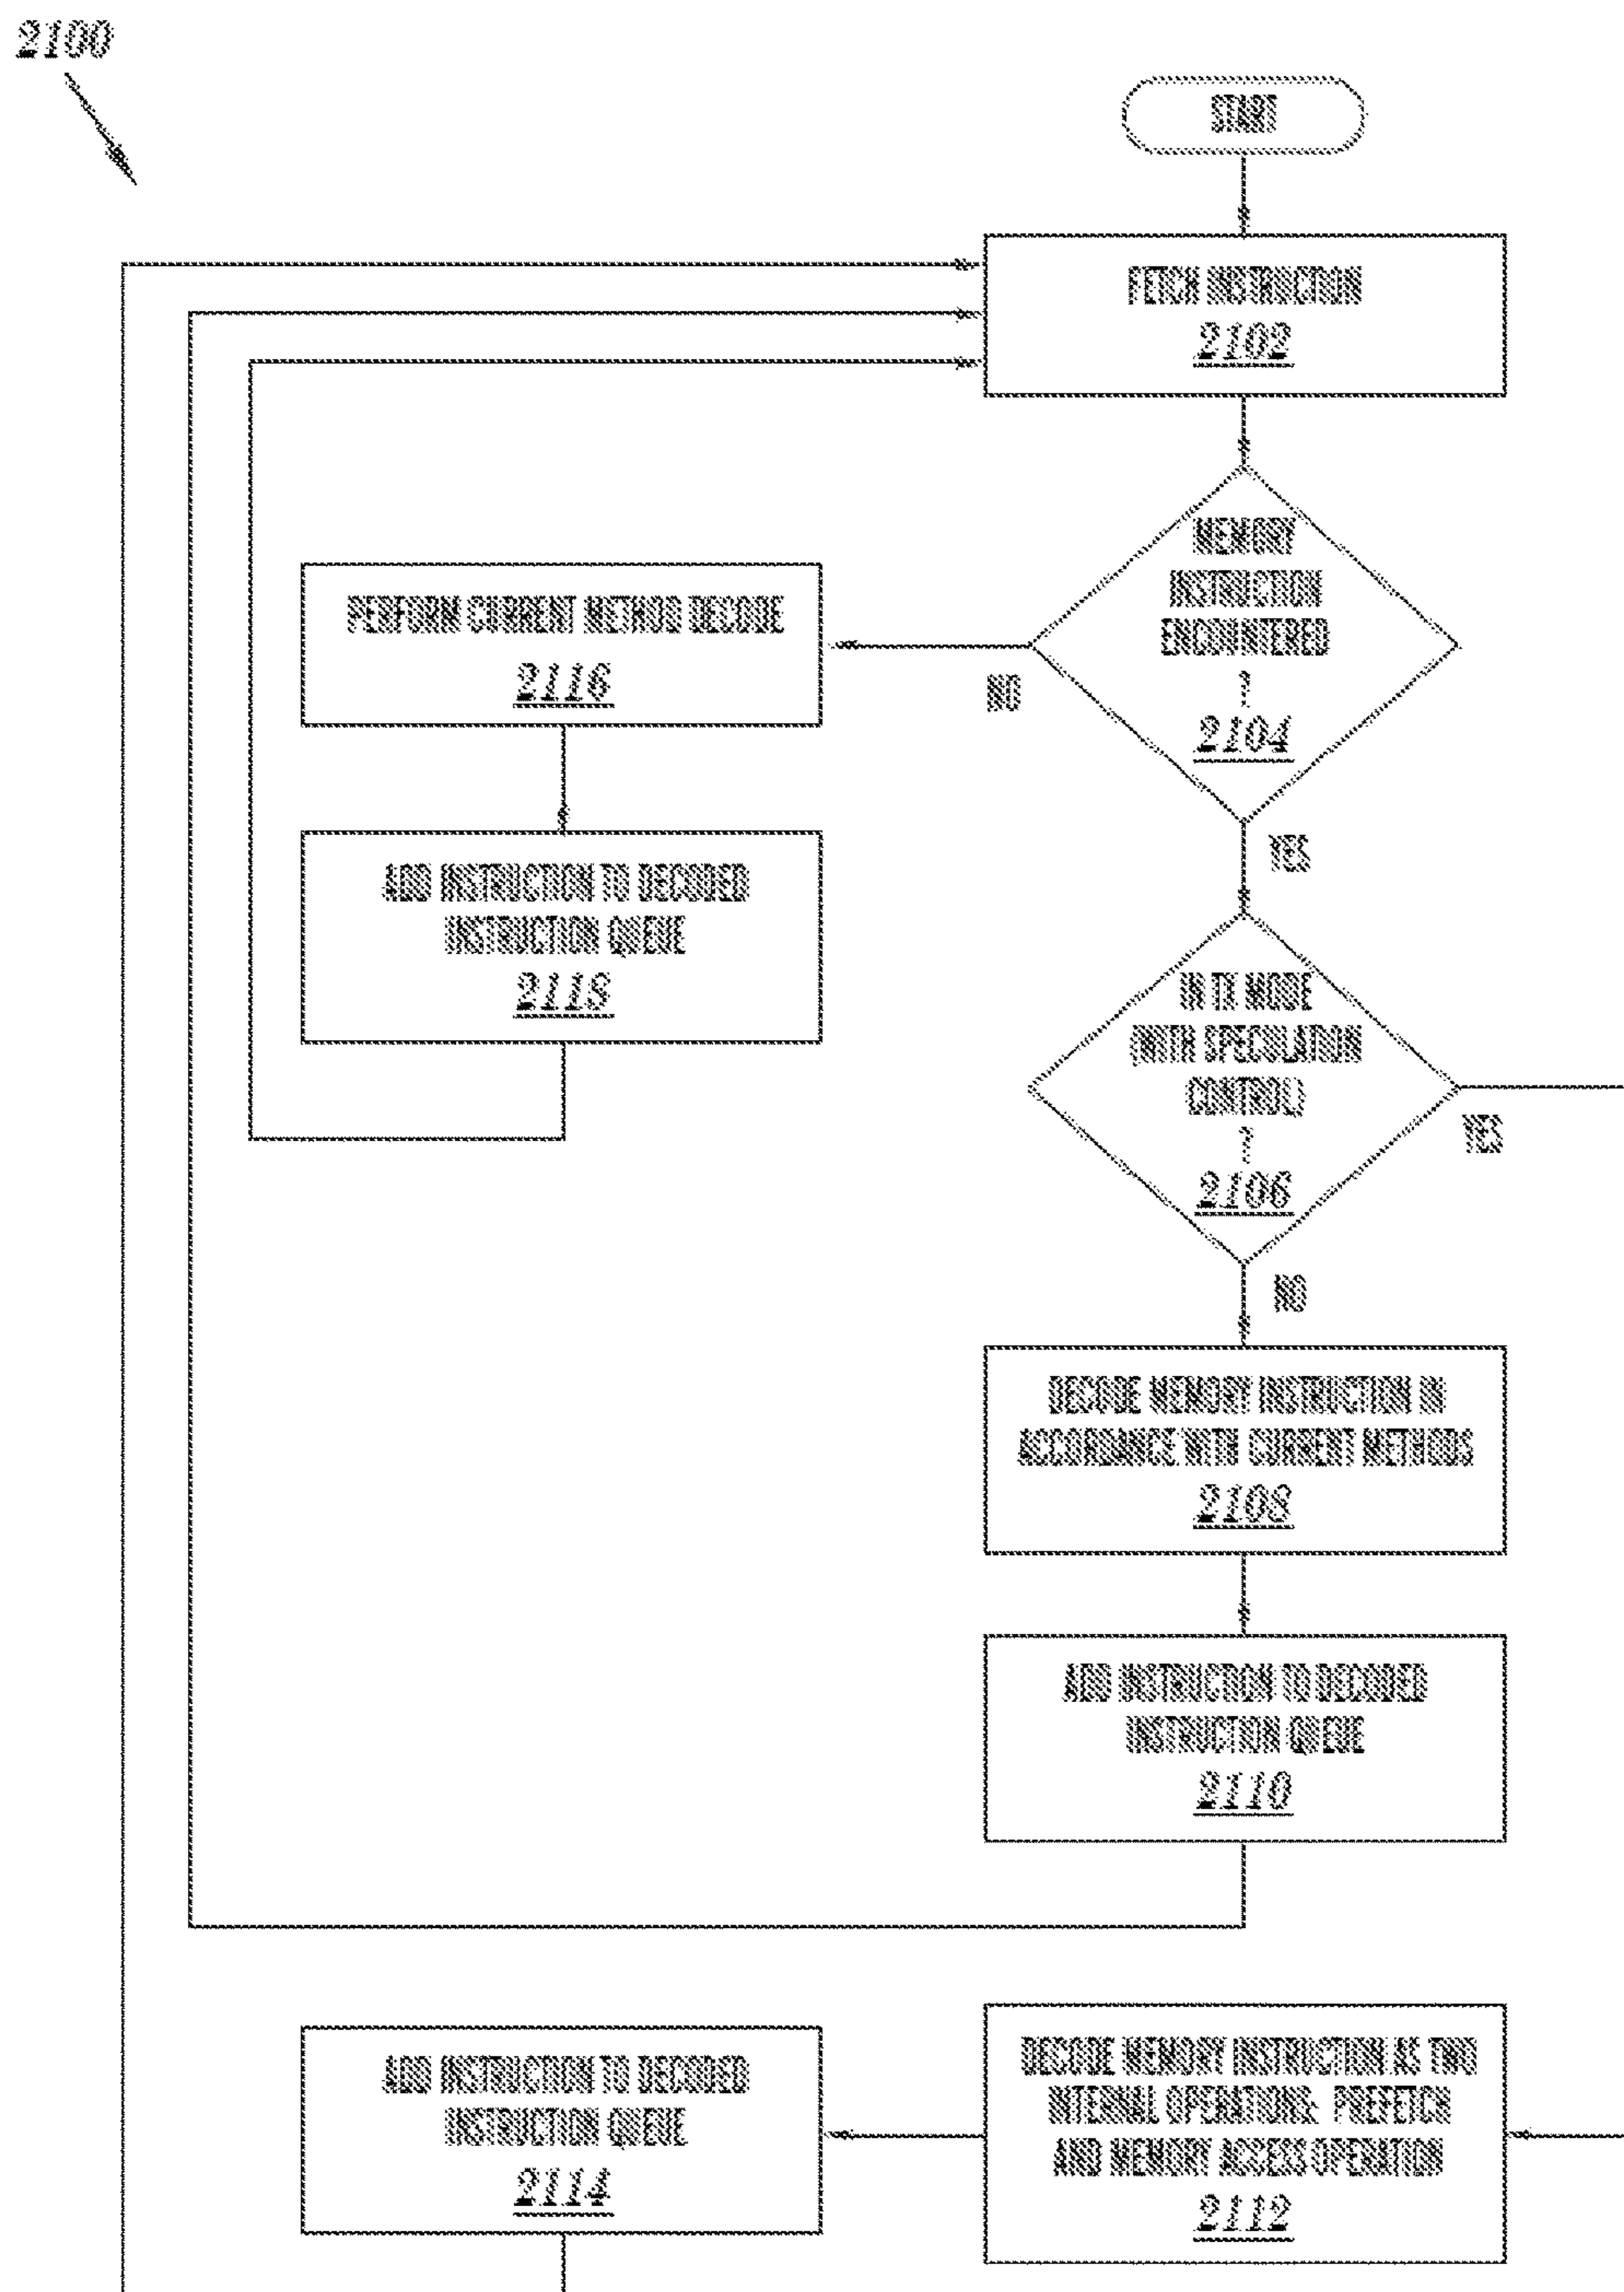 2100
START
FETCH INSTRUCTION
2102
MEMORY
INSTRUCTION
ENCOUNTERED
?
2104
NO
YES
PERFORM CURRENT METHOD DECODE
2116
ADD INSTRUCTION TO DECODED
INSTRUCTION QUEUE
2118
IN TX MODE
(WITH SPECULATION
CONTROL)
?
2106
YES
NO
DECODE MEMORY INSTRUCTION IN
ACCORDANCE WITH CURRENT METHODS
2108
ADD INSTRUCTION TO DECODED
INSTRUCTION QUEUE
2110
DECODE MEMORY INSTRUCTION AS TWO
INTERNAL OPERATIONS: PREFETCH
AND MEMORY ACCESS OPERATION
2112
ADD INSTRUCTION TO DECODED
INSTRUCTION QUEUE
2114